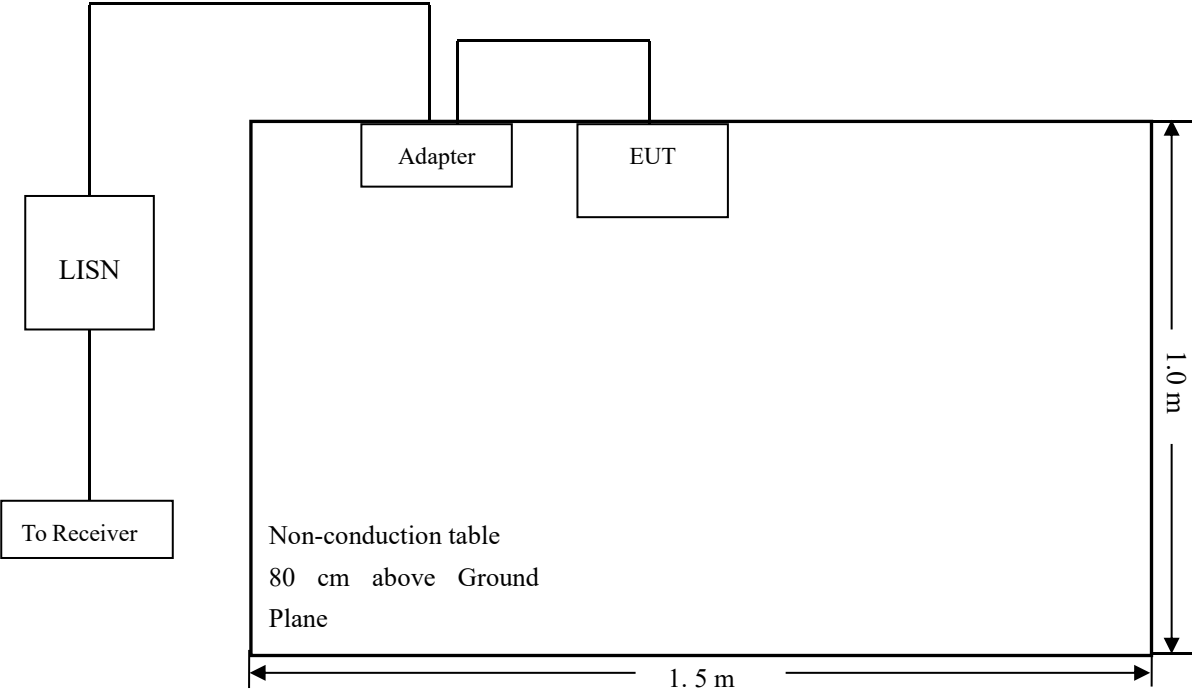 Adapter
EUT
LISN
1.0 m
To Receiver
Non-conduction table
80 cm above Ground
Plane
1. 5 m